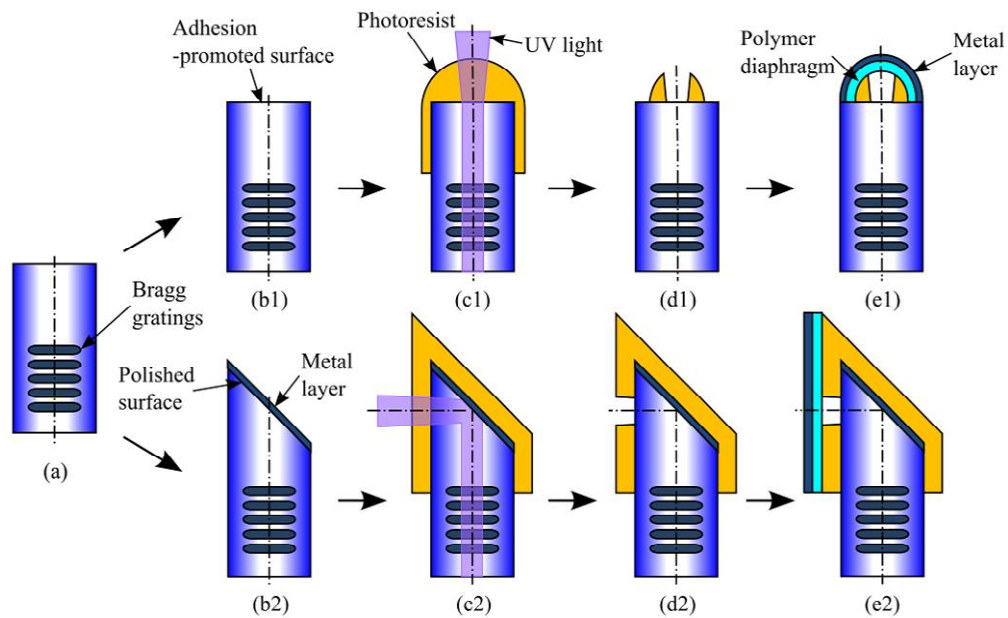 Adhesion
-promoted surface
Photoresist
UV light
Polymer
diaphragm
Metal
layer
(b1)
(c1)
(d1)
(e1)
Bragg
gratings
(a)
Polished
surface
Metal
layer
(b2)
(c2)
(d2)
(e2)